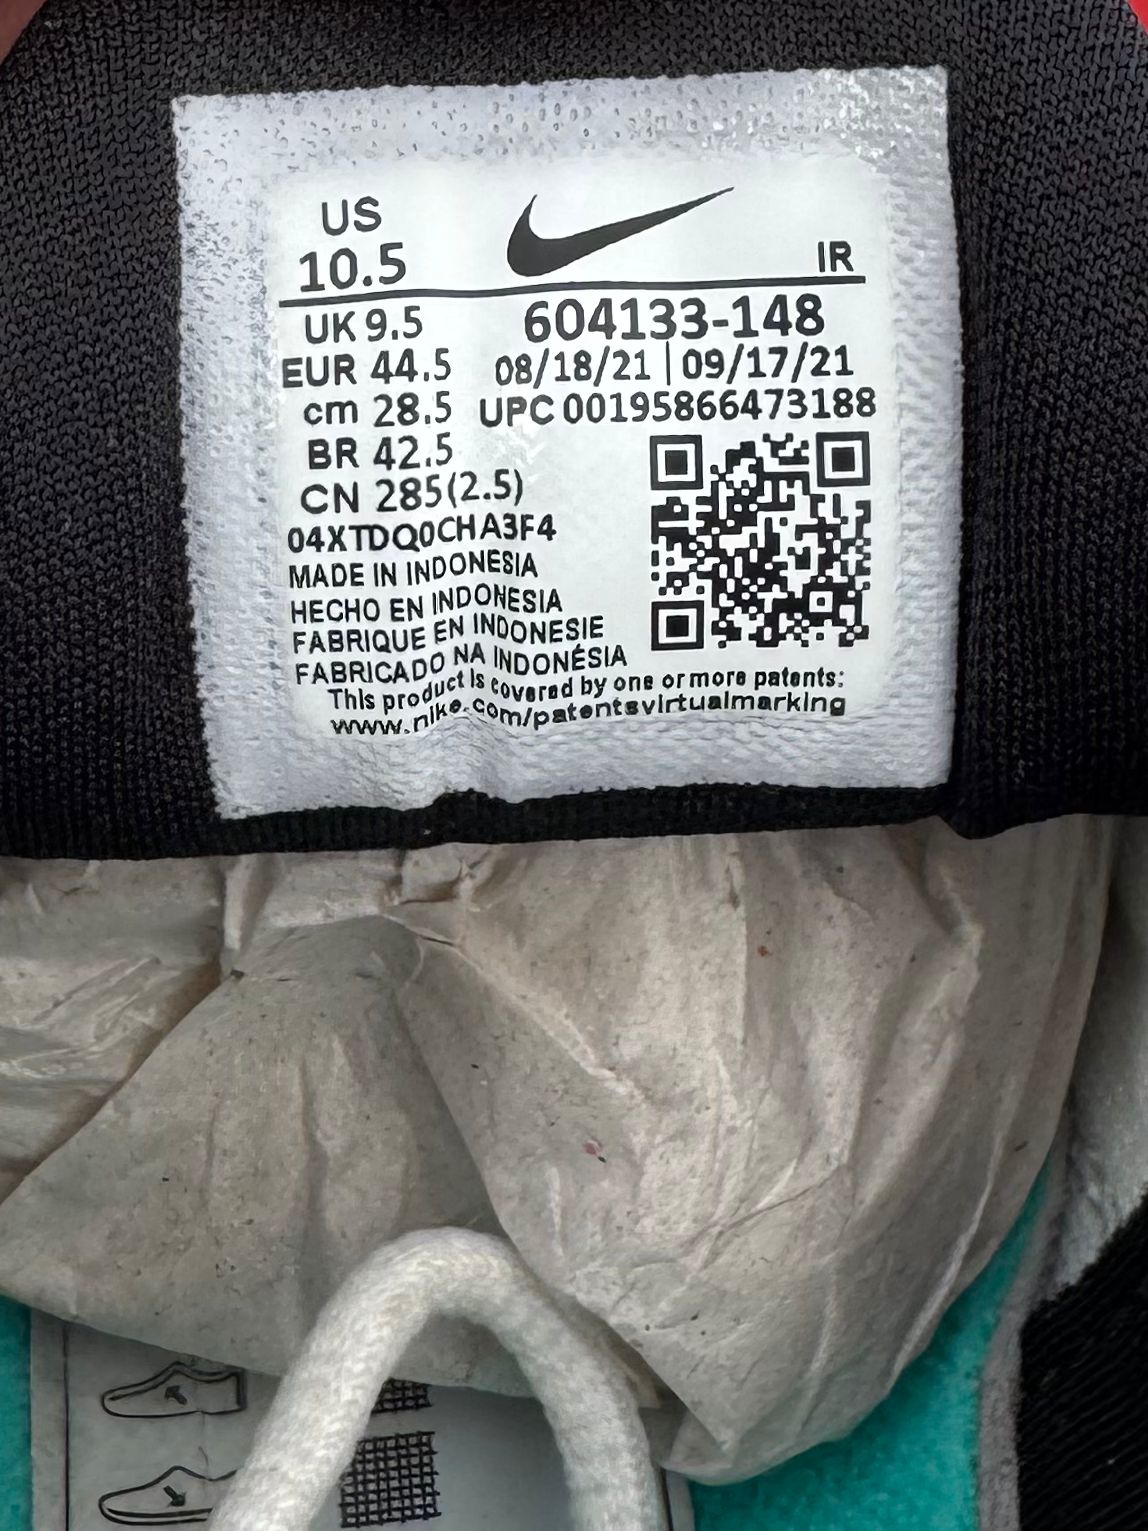 US
10.5
IR
UK 9.5
604133-148
EUR 44.5
08/18/21 | 09/17/21
cm 28.5
UPC 00195866473188
BR 42.5
CN 285(2.5)
04XTDQ0CHA3F4
MADE IN INDONESIA
HECHO EN INDONESIA
FABRIQUE EN INDONESIE
FABRICADO NA INDONÉSIA
This product is covered by one or more patents:
www.nike.com/patentsvirtualmarking